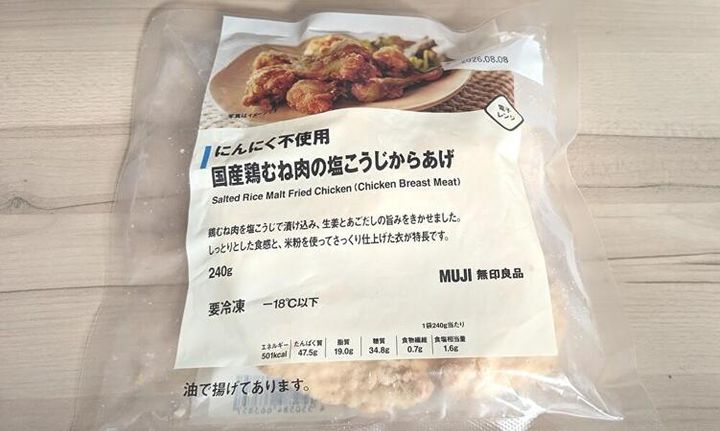 2026.08.08
写真はイメージです
電子
レンジ
にんにく不使用
国産鶏むね肉の塩こうじからあげ
Salted Rice Malt Fried Chicken (Chicken Breast Meat)
鶏むね肉を塩こうじで漬け込み、生姜とあごだしの旨みをきかせました。
しっとりとした食感と、米粉を使ってさっくり仕上げた衣が特長です。
240g
MUJI 無印良品
要冷凍 −18℃以下
1袋240g当たり
エネルギー たんぱく質 脂質 糖質 食物繊維 食塩相当量
501kcal 47.5g 19.0g 34.8g 0.7g 1.6g
油で揚げてあります。